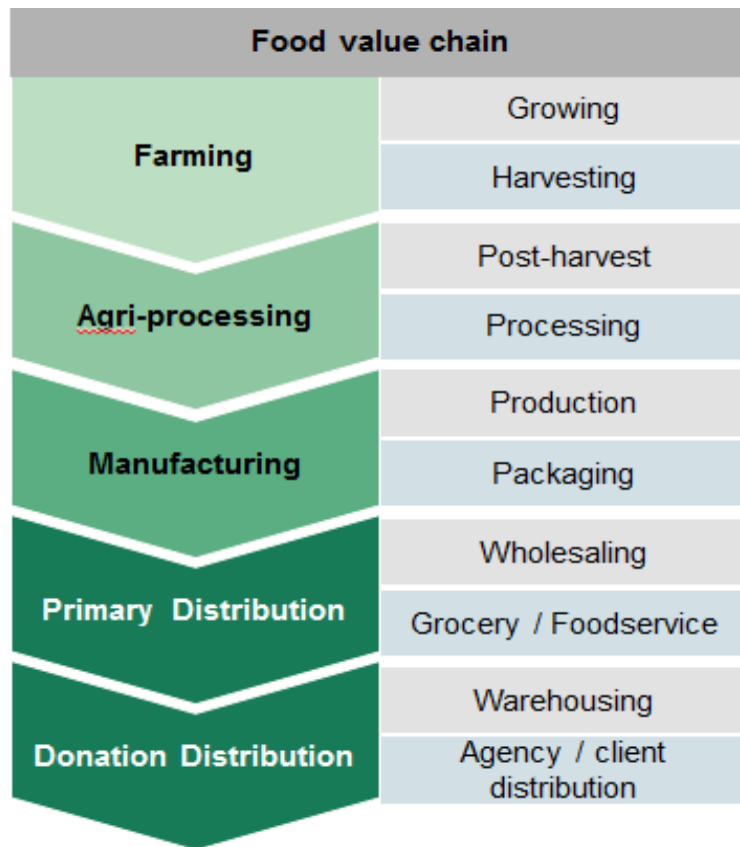 Food value chain
Farming
Growing
Harvesting
Agri-processing
Post-harvest
Processing
Manufacturing
Production
Packaging
Primary Distribution
Wholesaling
Grocery / Foodservice
Donation Distribution
Warehousing
Agency / client
distribution